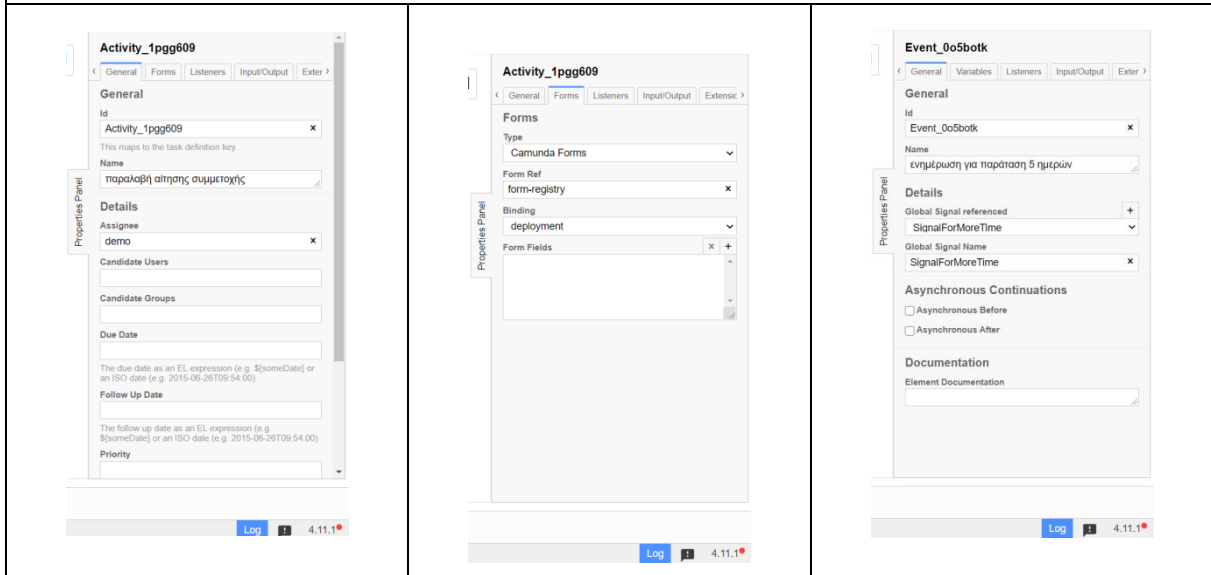 Activity_1pgg609
General Forms Listeners Input/Output Exter
General
Id
Activity_1pgg609
This maps to the task definition key.
Name
παραλαβή αίτησης συμμετοχής
Details
Assignee
demo
Candidate Users
Candidate Groups
Due Date
The due date as an EL expression (e.g. ${someDate} or
an ISO date (e.g. 2015-06-26T09:54:00)
Follow Up Date
The follow up date as an EL expression (e.g.
${someDate} or an ISO date (e.g. 2015-06-26T09:54:00)
Priority
Properties Panel
Log 4.11.1
Activity_1pgg609
General Forms Listeners Input/Output Extensic
Forms
Type
Camunda Forms
Form Ref
form-registry
Binding
deployment
Form Fields
Properties Panel
Log 4.11.1
Event_0o5botk
General Variables Listeners Input/Output Exter
General
Id
Event_0o5botk
Name
ενημέρωση για παράταση 5 ημερών
Details
Global Signal referenced
SignalForMoreTime
Global Signal Name
SignalForMoreTime
Asynchronous Continuations
Asynchronous Before
Asynchronous After
Documentation
Element Documentation
Properties Panel
Log 4.11.1